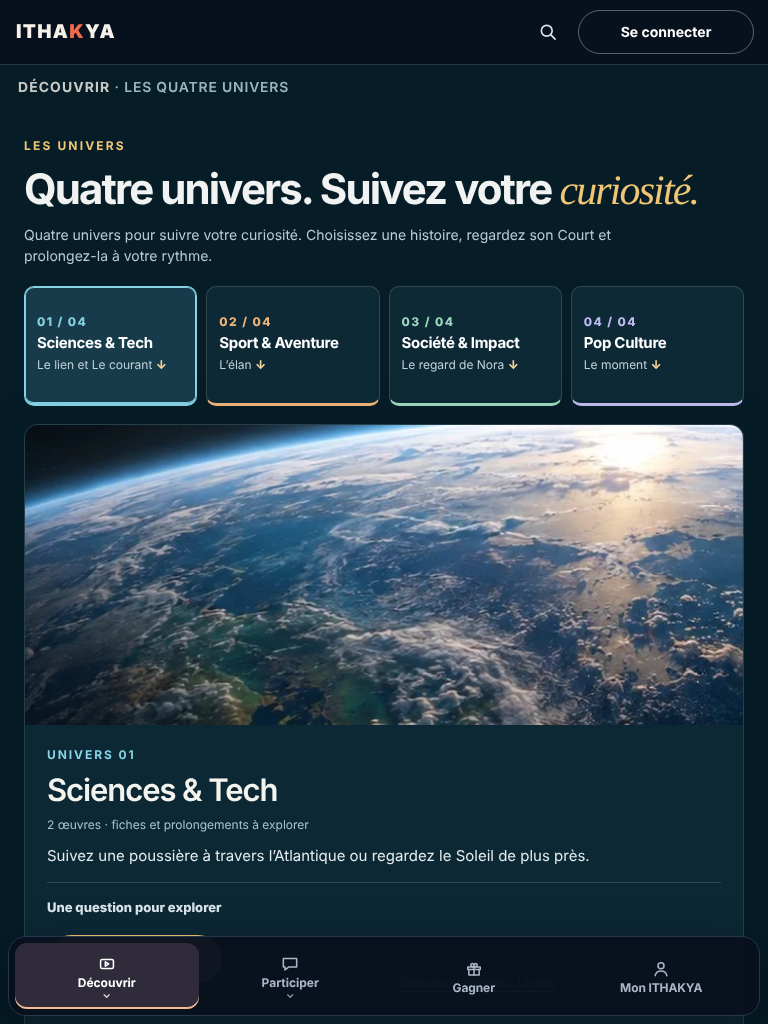 ITHAKYA
Se connecter
DÉCOUVRIR · LES QUATRE UNIVERS
LES UNIVERS
Quatre univers. Suivez votre curiosité.
Quatre univers pour suivre votre curiosité. Choisissez une histoire, regardez son Court et
prolongez-la à votre rythme.
01 / 04
Sciences & Tech
Le lien et Le courant ↓
02 / 04
Sport & Aventure
L’élan ↓
03 / 04
Société & Impact
Le regard de Nora ↓
04 / 04
Pop Culture
Le moment ↓
UNIVERS 01
Sciences & Tech
2 œuvres · fiches et prolongements à explorer
Suivez une poussière à travers l’Atlantique ou regardez le Soleil de plus près.
Une question pour explorer
Découvrir
Participer
Gagner
Mon ITHAKYA